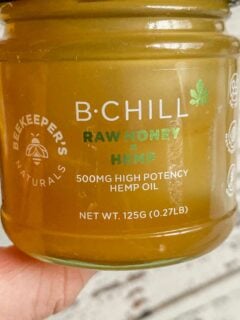 BEEKEEPER'S
NATURALS
B·CHILL
RAW HONEY
+
HEMP
500MG HIGH POTENCY
HEMP OIL
NET WT. 125G (0.27LB)